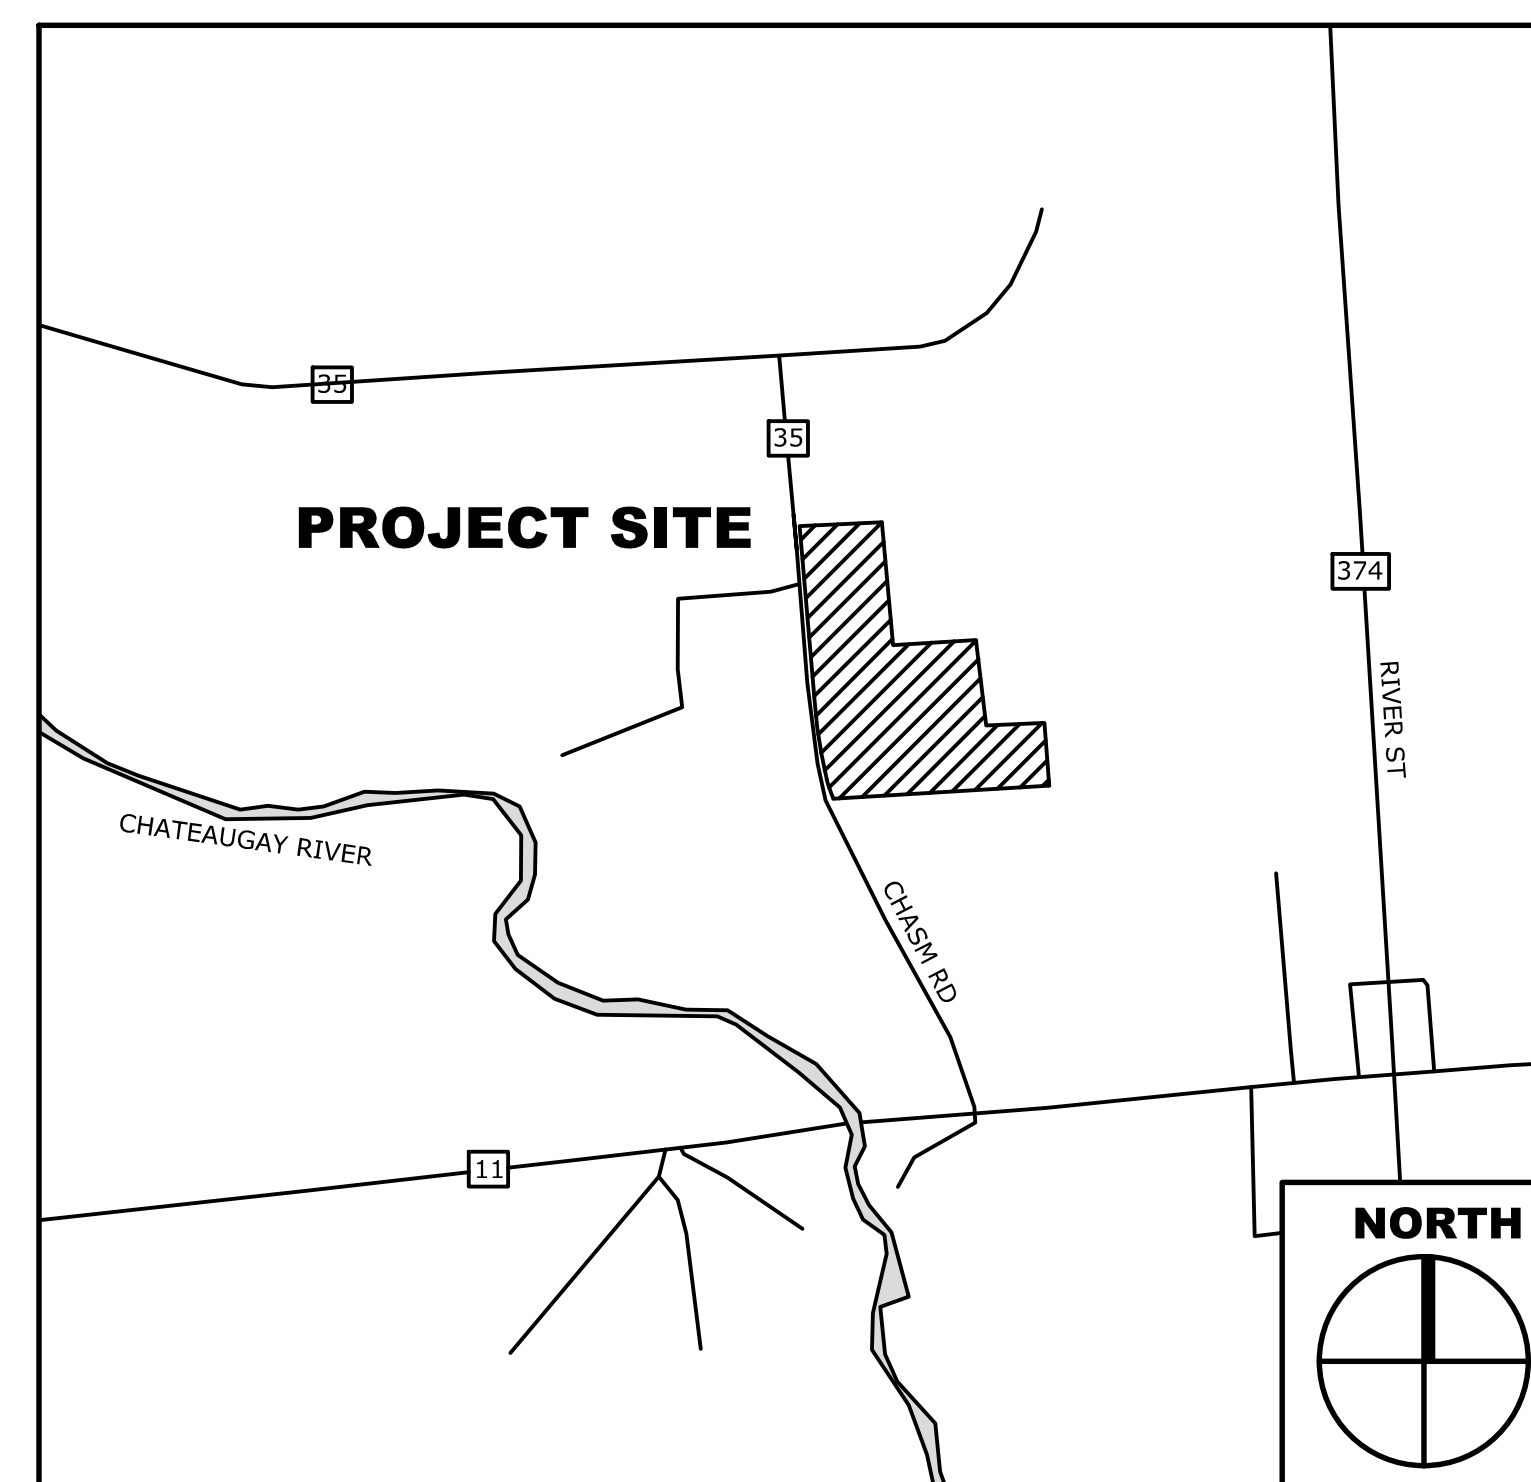 35
35
PROJECT SITE
374
RIVER ST
CHATEAUGAY RIVER
CHASM RD
11
NORTH